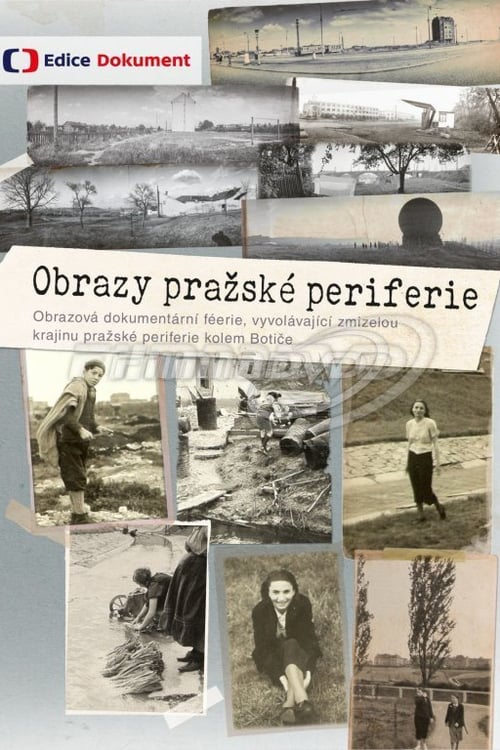 Edice Dokument
Obrazy pražské periferie
Obrazová dokumentární féerie, vyvolávající zmizelou
krajinu pražské periferie kolem Botiče